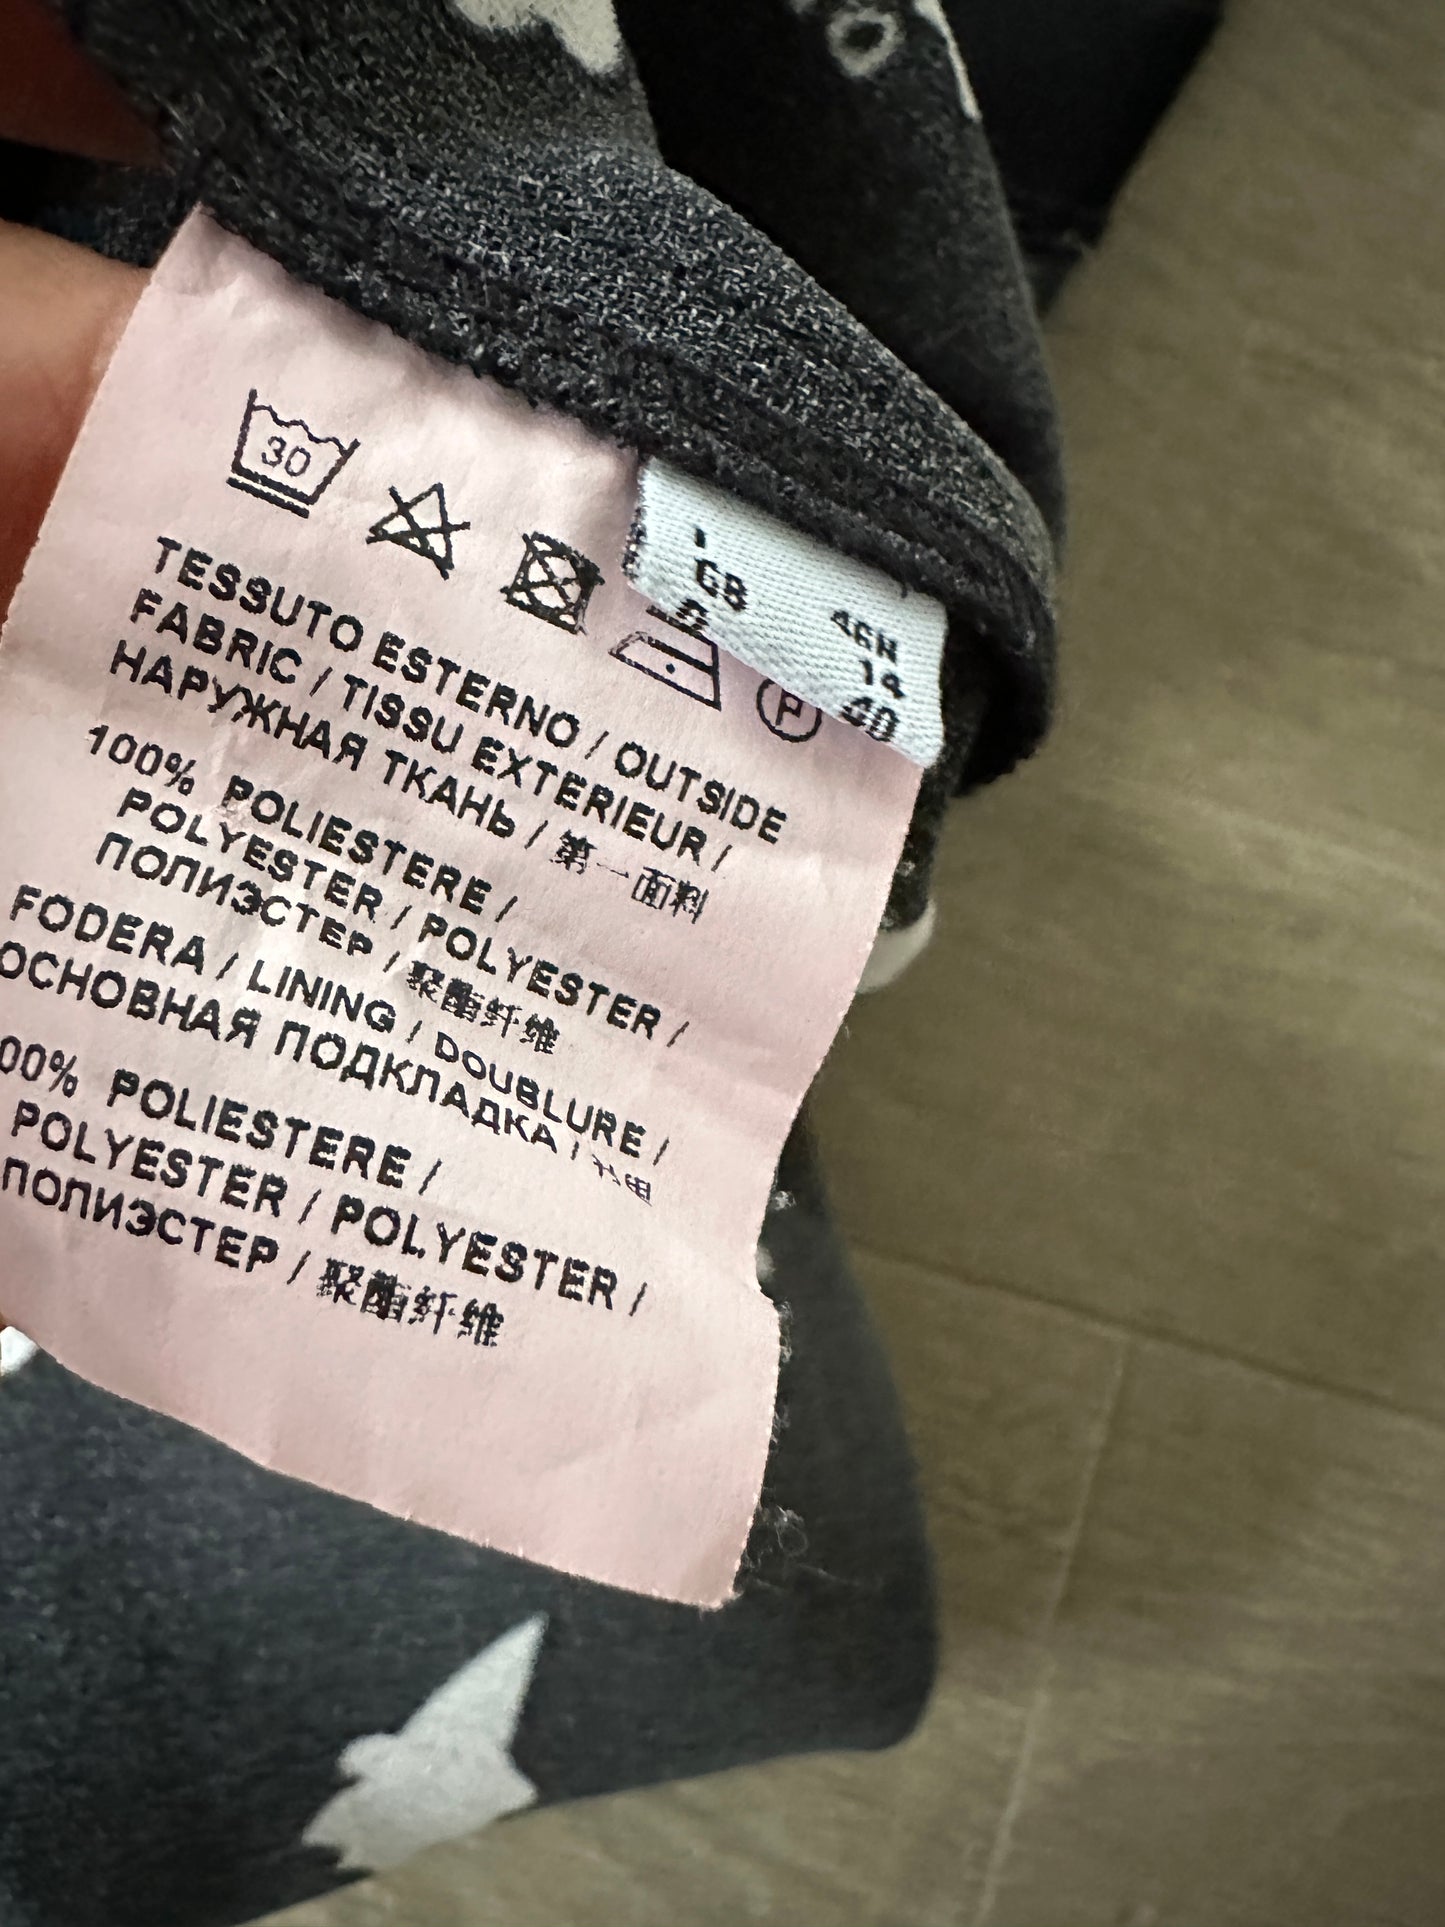 30
I 46N
GB 14
D 40
P
TESSUTO ESTERNO / OUTSIDE
FABRIC / TISSU EXTERIEUR /
НАРУЖНАЯ ТКАНЬ / 第一面料
100% POLIESTERE /
POLYESTER / POLYESTER /
ПОЛИЭСТЕР / 聚酯纤维
FODERA / LINING / DOUBLURE /
ОСНОВНАЯ ПОДКЛАДКА /
00% POLIESTERE /
POLYESTER / POLYESTER /
ПОЛИЭСТЕР / 聚酯纤维